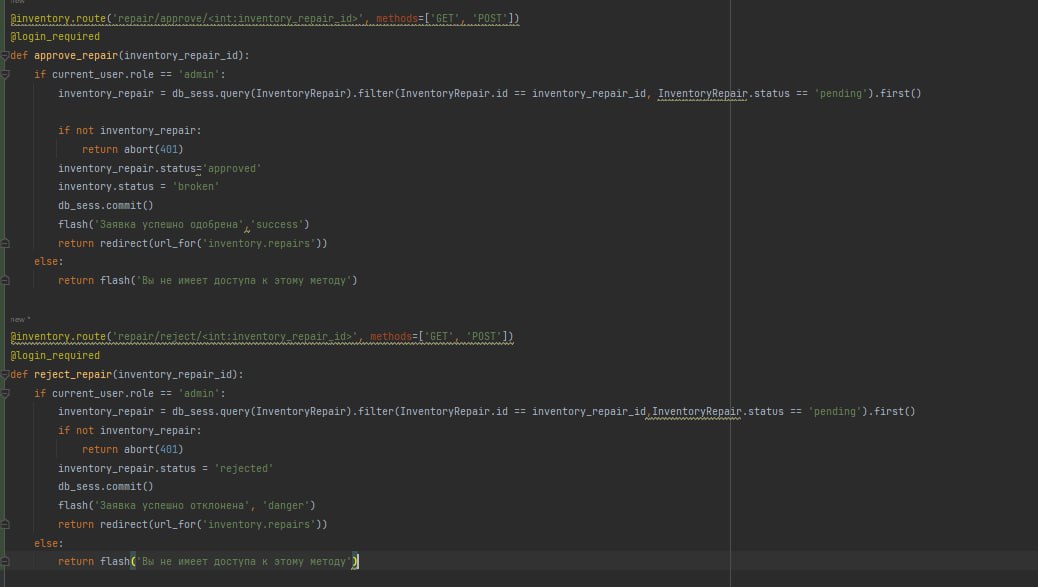 new
@inventory.route('repair/approve/<int:inventory_repair_id>', methods=['GET', 'POST'])
@login_required
def approve_repair(inventory_repair_id):
    if current_user.role == 'admin':
        inventory_repair = db_sess.query(InventoryRepair).filter(InventoryRepair.id == inventory_repair_id, InventoryRepair.status == 'pending').first()
        if not inventory_repair:
            return abort(401)
        inventory_repair.status='approved'
        inventory.status = 'broken'
        db_sess.commit()
        flash('Заявка успешно одобрена','success')
        return redirect(url_for('inventory.repairs'))
    else:
        return flash('Вы не имеет доступа к этому методу')
new *
@inventory.route('repair/reject/<int:inventory_repair_id>', methods=['GET', 'POST'])
@login_required
def reject_repair(inventory_repair_id):
    if current_user.role == 'admin':
        inventory_repair = db_sess.query(InventoryRepair).filter(InventoryRepair.id == inventory_repair_id,InventoryRepair.status == 'pending').first()
        if not inventory_repair:
            return abort(401)
        inventory_repair.status = 'rejected'
        db_sess.commit()
        flash('Заявка успешно отклонена', 'danger')
        return redirect(url_for('inventory.repairs'))
    else:
        return flash('Вы не имеет доступа к этому методу')